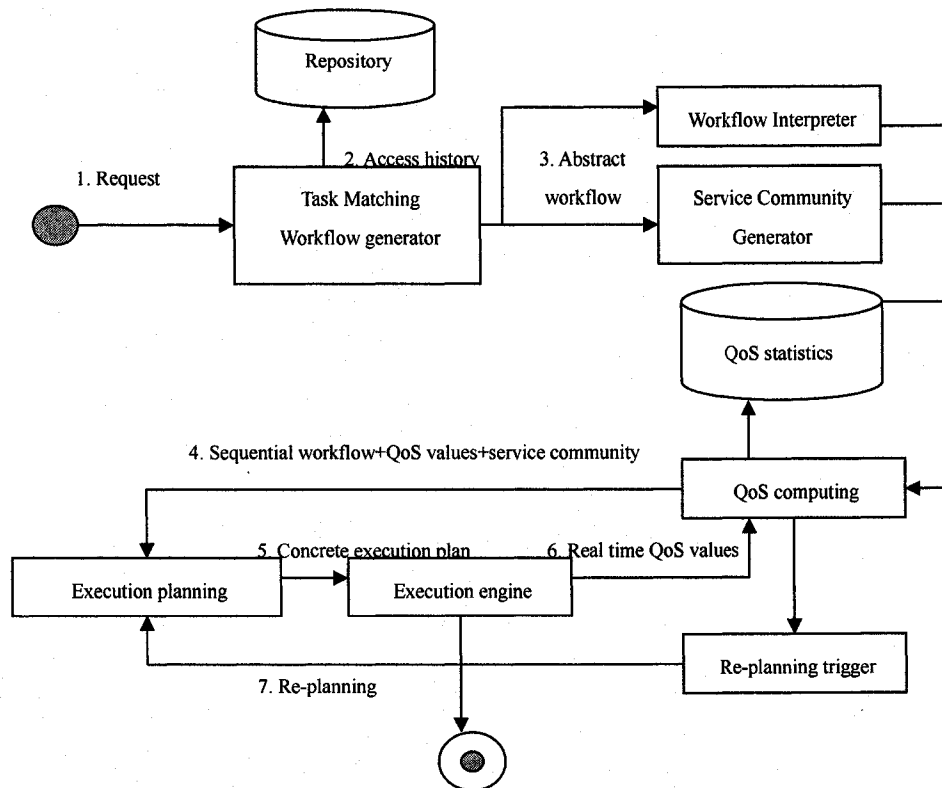 Repository
Workflow Interpreter
2. Access history
3. Abstract
workflow
1. Request
Task Matching
Workflow generator
Service Community
Generator
QoS statistics
4. Sequential workflow+QoS values+service community
QoS computing
5. Concrete execution plan
6. Real time QoS values
Execution planning
Execution engine
Re-planning trigger
7. Re-planning